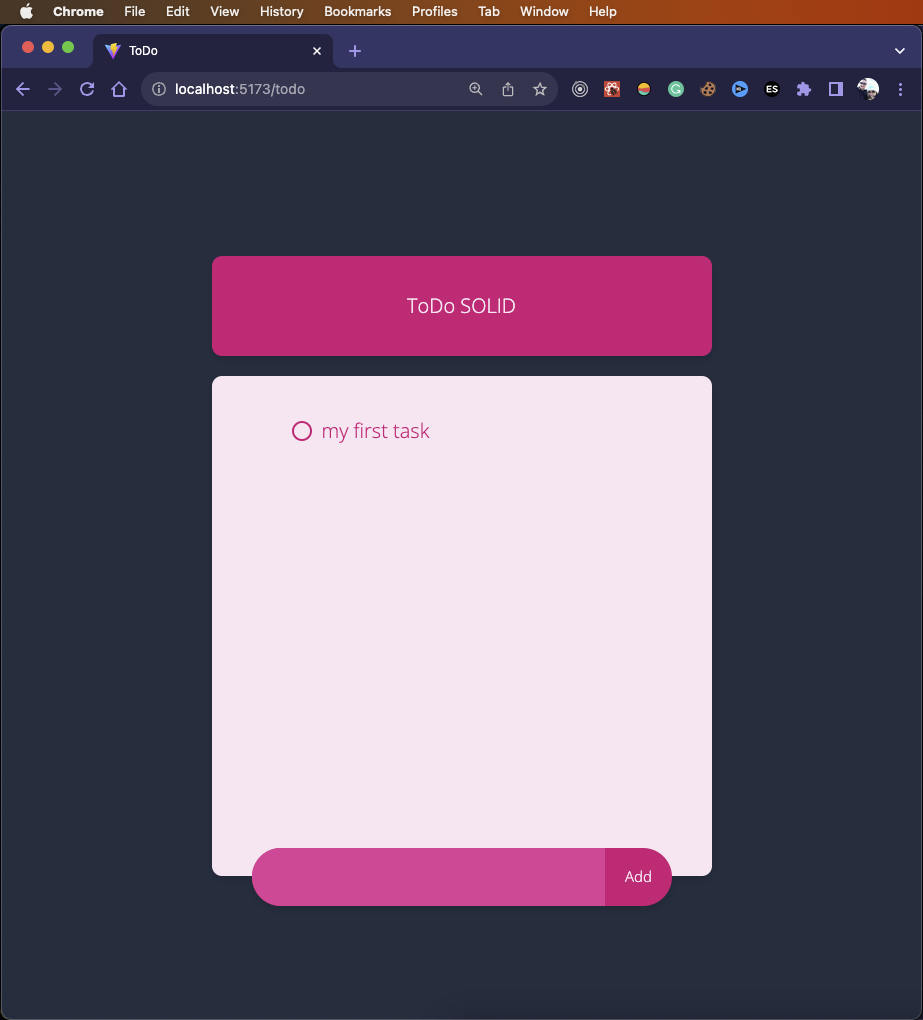 Chrome File Edit View History Bookmarks Profiles Tab Window Help
ToDo
localhost:5173/todo
G
ES
ToDo SOLID
my first task
Add